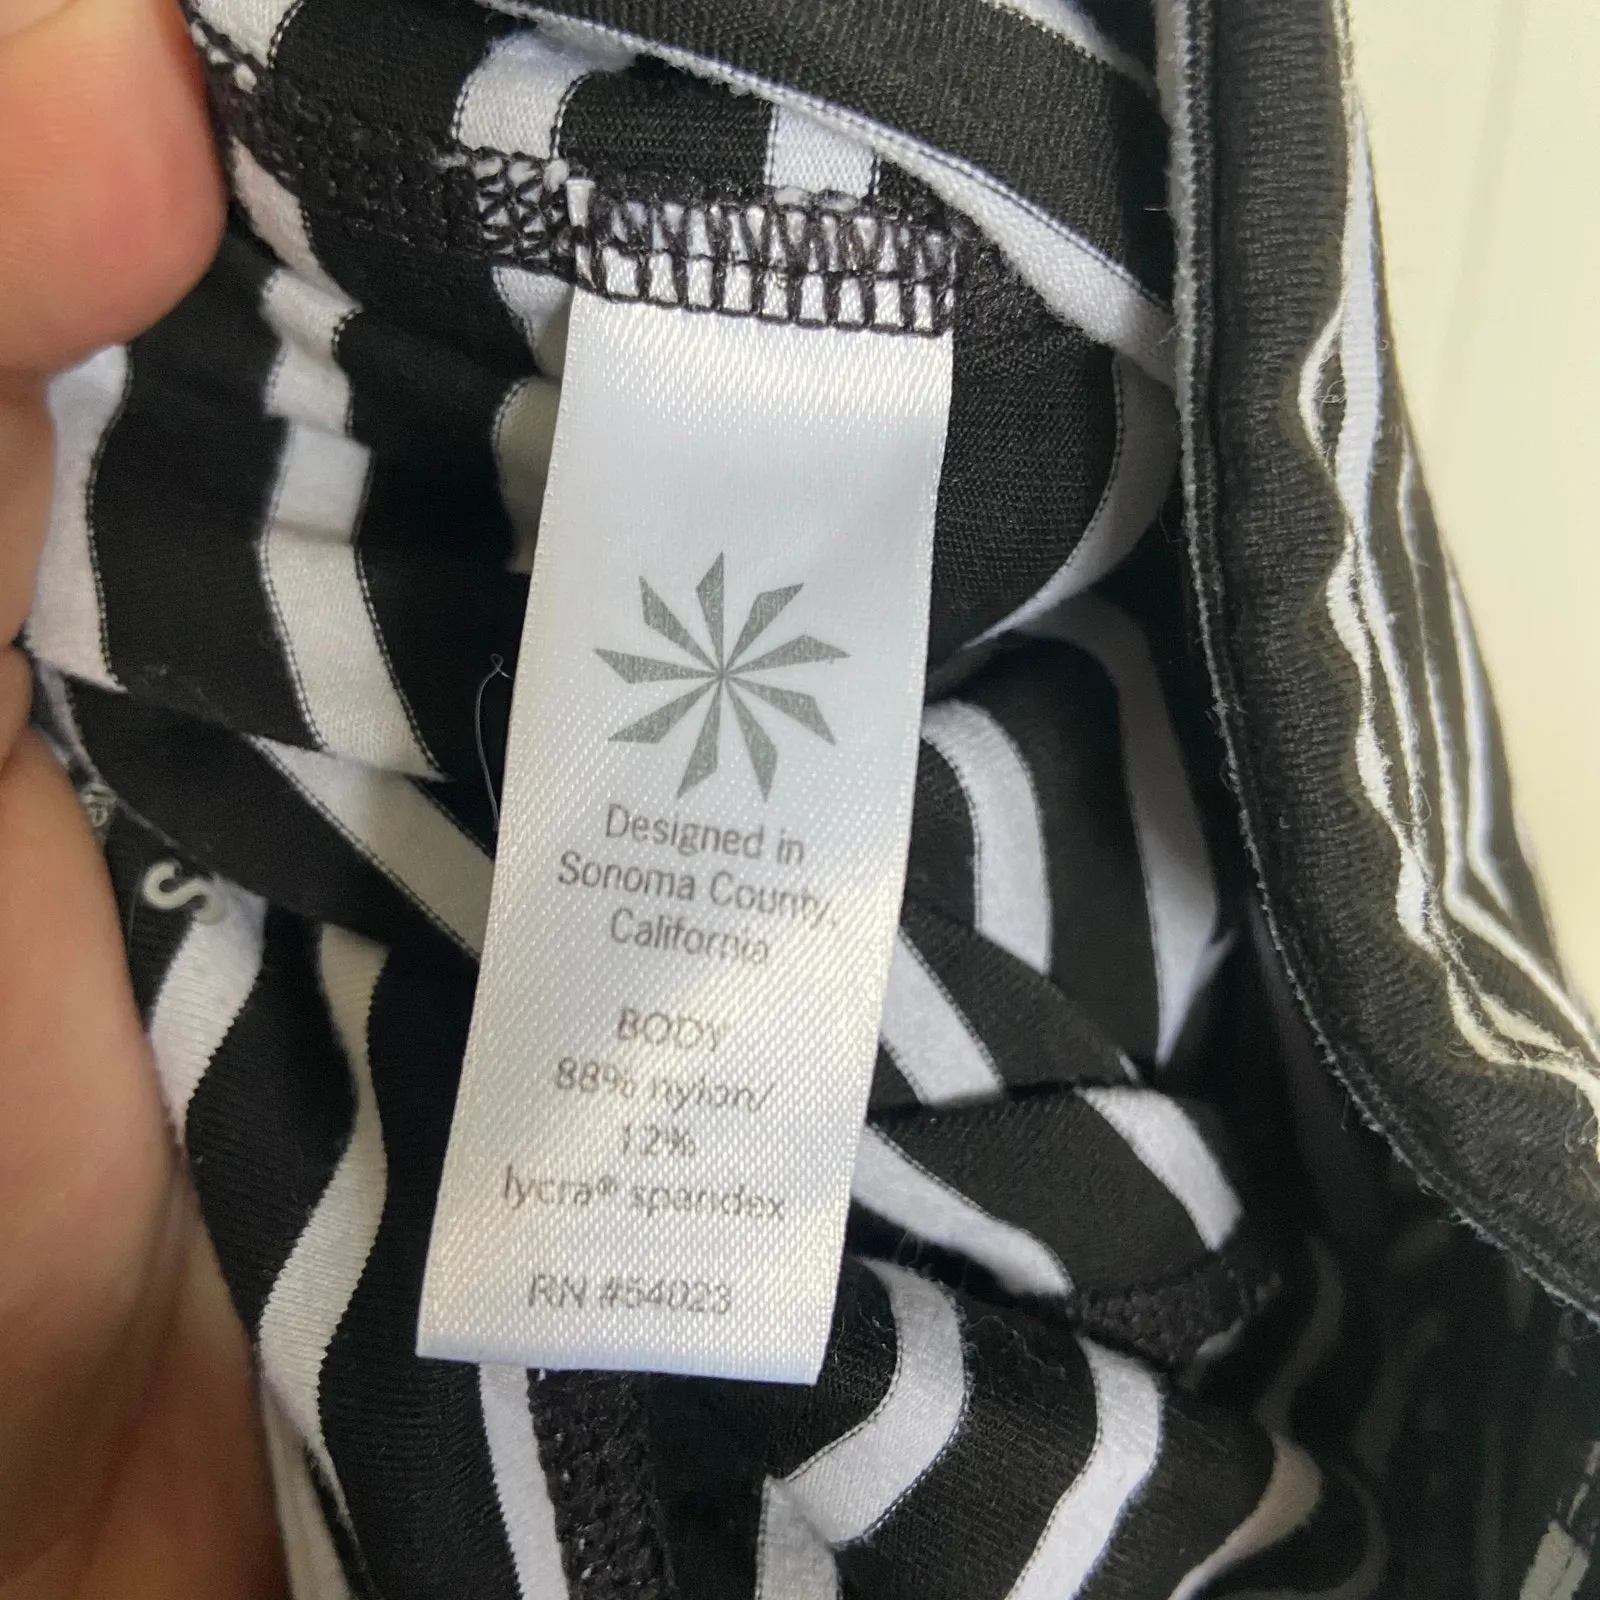 Designed in
Sonoma County,
California
BODY
88% nylon/
12%
lycra® spandex
RN #54023
S